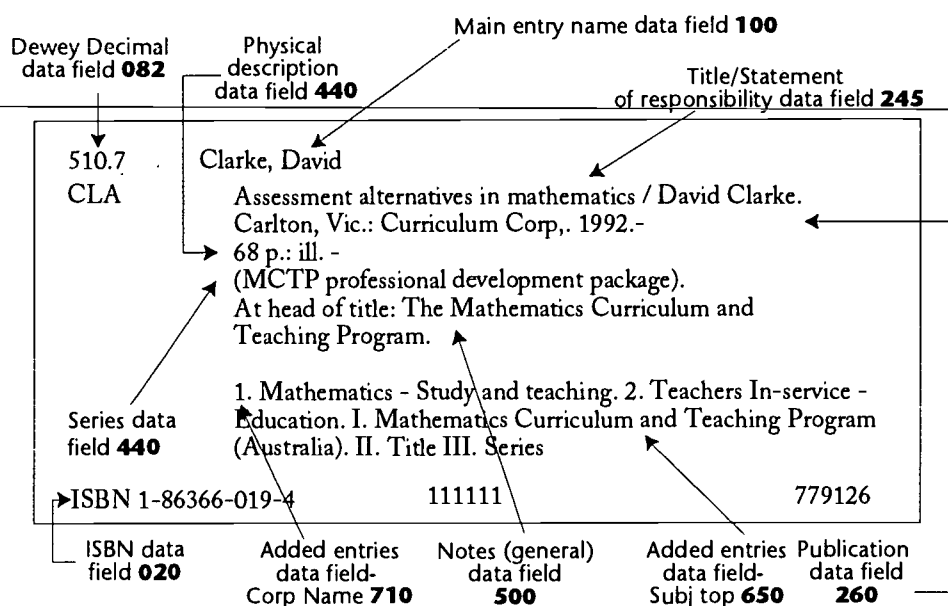 Main entry name data field 100
Dewey Decimal
data field 082
Physical
description
data field 440
Title/Statement
of responsibility data field 245
510.7
CLA
Clarke, David
Assessment alternatives in mathematics / David Clarke.
Carlton, Vic.: Curriculum Corp,. 1992.-
68 p.: ill. -
(MCTP professional development package).
At head of title: The Mathematics Curriculum and
Teaching Program.
1. Mathematics - Study and teaching. 2. Teachers In-service -
Education. I. Mathematics Curriculum and Teaching Program
(Australia). II. Title III. Series
Series data
field 440
ISBN 1-86366-019-4
111111
779126
ISBN data
field 020
Added entries
data field-
Corp Name 710
Notes (general)
data field
500
Added entries
data field-
Subj top 650
Publication
data field
260